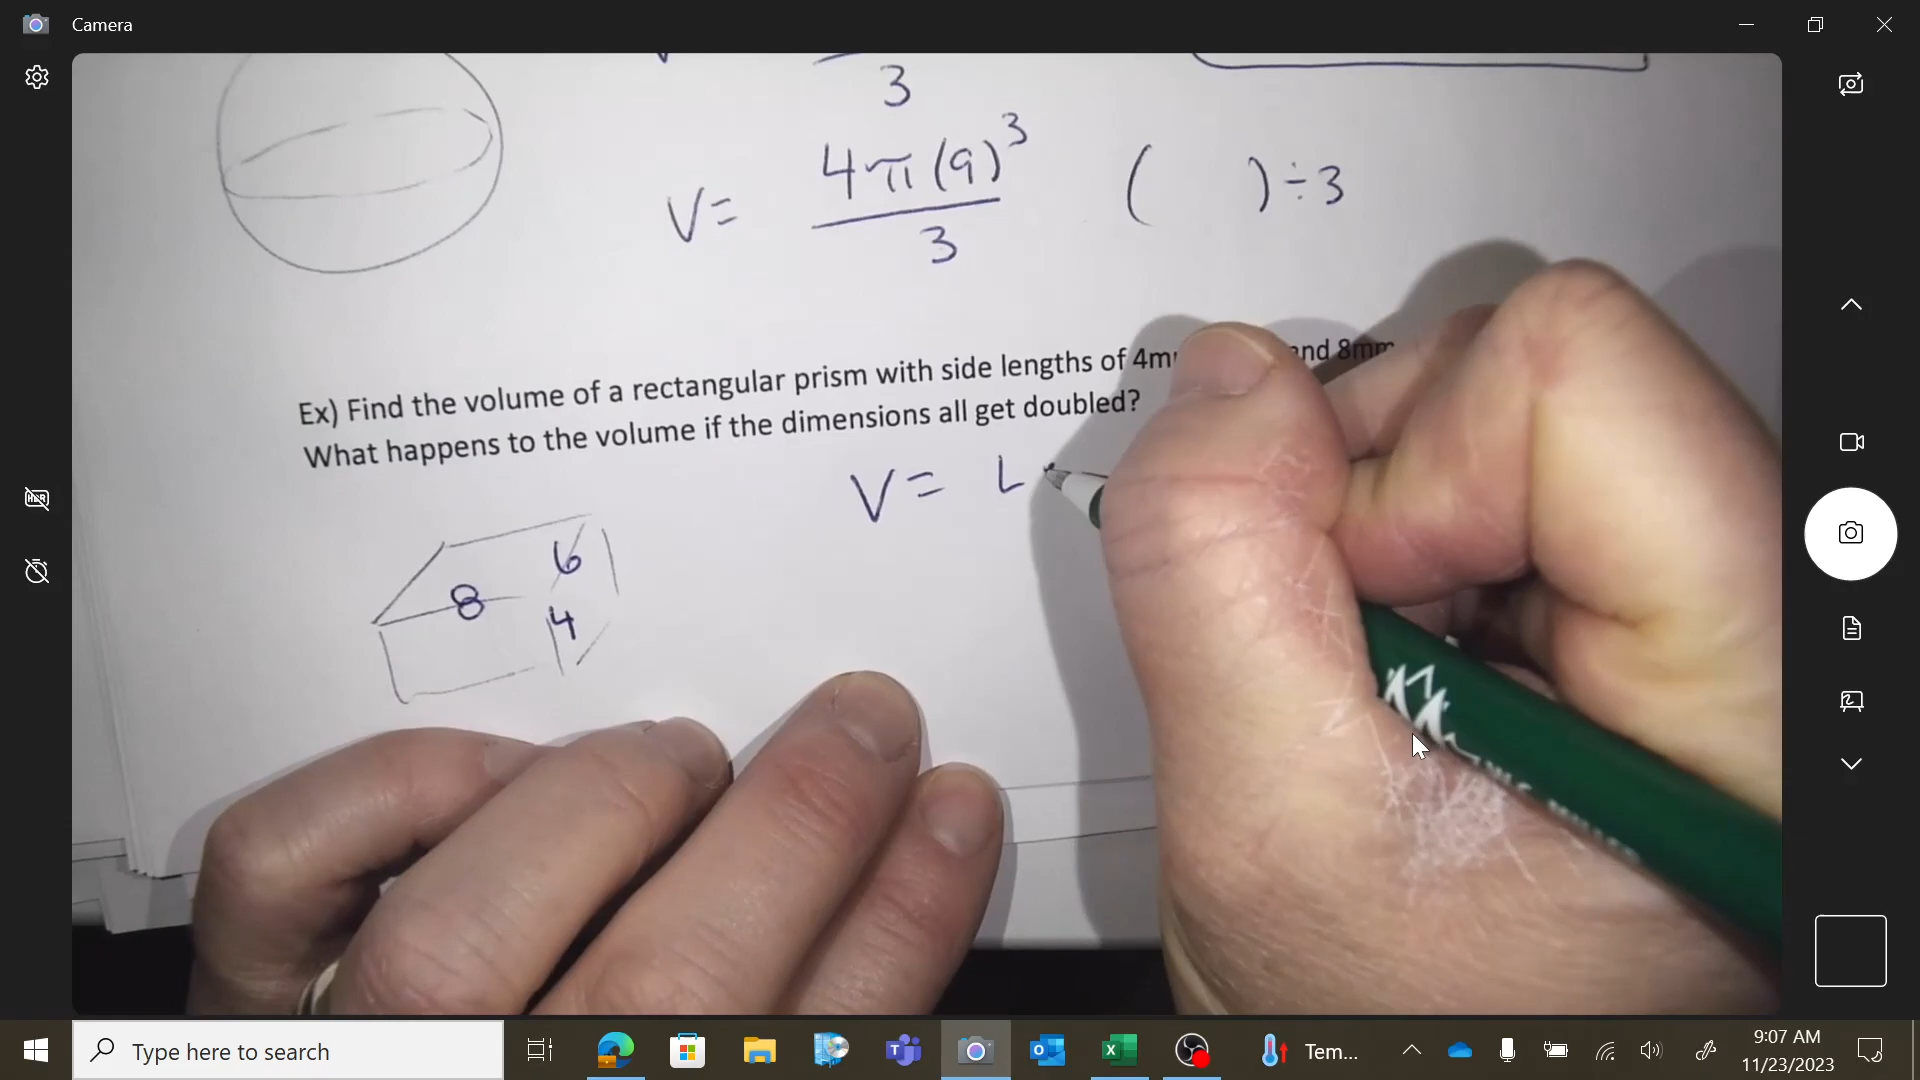 Camera
3
V= 4π(9)³ ( ) ÷ 3
3
Ex) Find the volume of a rectangular prism with side lengths of 4m and 8mm
What happens to the volume if the dimensions all get doubled?
V= L
6
8
4
Type here to search
Tem...
9:07 AM
11/23/2023